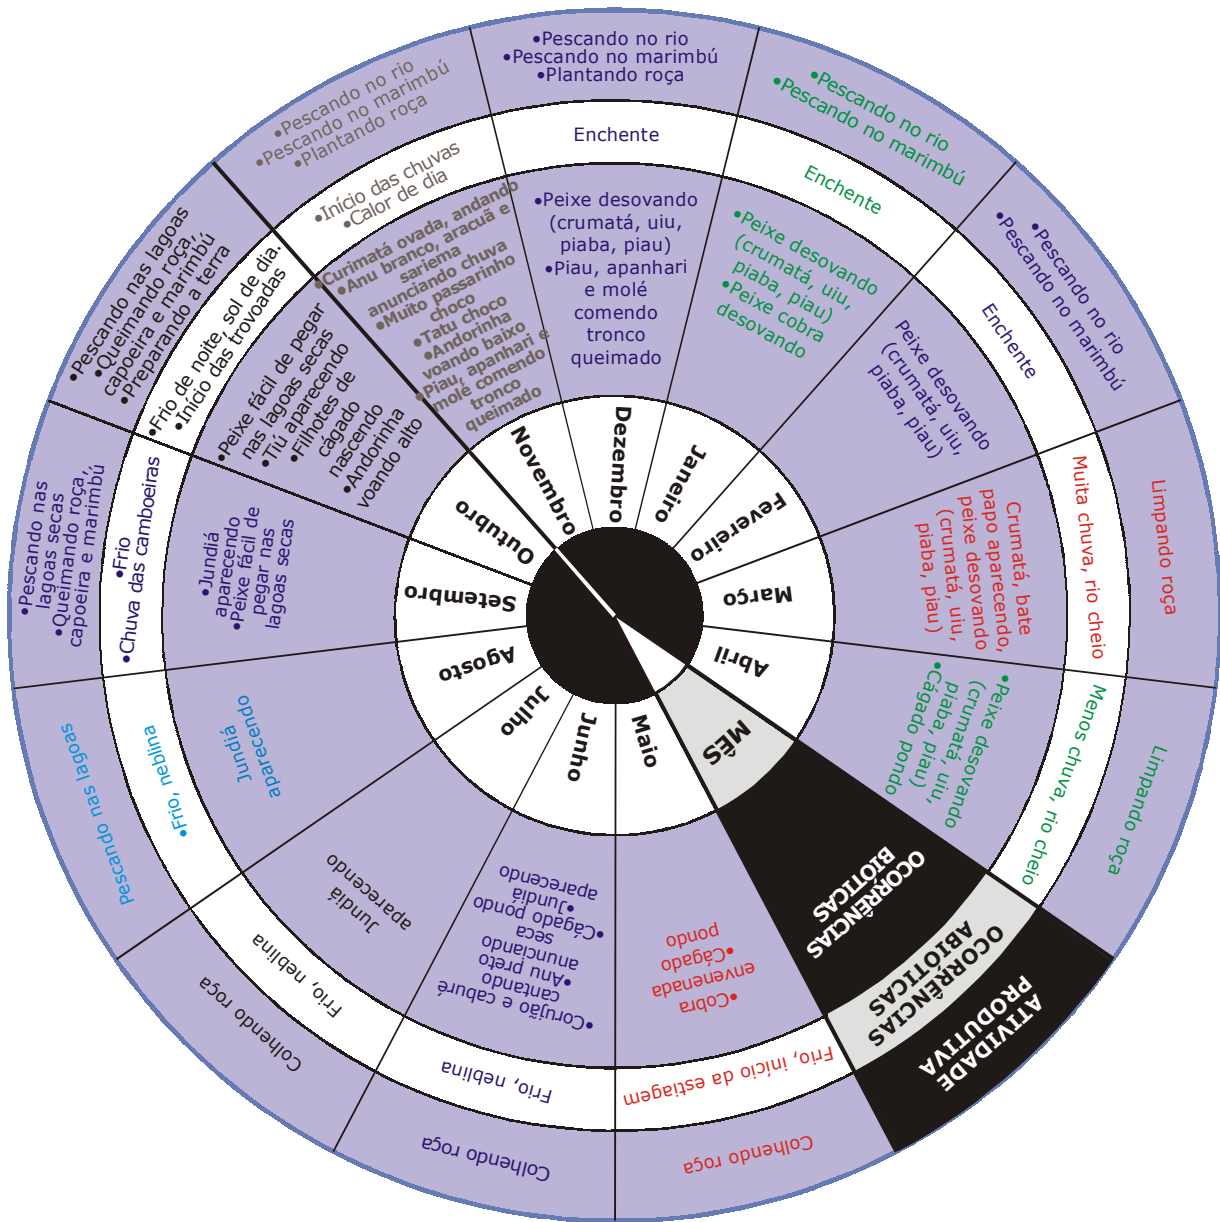 •Pescando no rio
•Pescando no marimbú
•Plantando roça
Enchente
•Peixe desovando
(crumatá, uiu,
piaba, piau)
•Piau, apanhari
e molé
comendo
tronco
queimado
Dezembro
•Pescando no rio
•Pescando no marimbú
Enchente
•Peixe desovando
(crumatá, uiu,
piaba, piau)
•Peixe cobra
desovando
Janeiro
•Pescando no rio
•Pescando no marimbú
Enchente
Peixe desovando
(crumatá, uiu,
piaba, piau)
Fevereiro
Limpando roça
Muita chuva, rio cheio
Crumatá, bate
papo aparecendo,
peixe desovando
(crumatá, uiu,
piaba, piau)
Março
Limpando roça
Menos chuva, rio cheio
•Peixe desovando
(crumatá, uiu,
piaba, piau)
•Cágado pondo
Abril
MÊS
OCORRÊNCIAS
BIÓTICAS
OCORRÊNCIAS
ABIÓTICAS
ATIVIDADE
PRODUTIVA
Maio
•Cobra
envenenada
•Cágado
pondo
Frio, início da estiagem
Colhendo roça
Junho
•Corujão e caburé
cantando
•Anu preto
anunciando
seca
•Cágado pondo
•Jundiá
aparecendo
Frio, neblina
Colhendo roça
Julho
Jundiá
aparecendo
Frio, neblina
Colhendo roça
Agosto
Jundiá
aparecendo
•Frio, neblina
Pescando nas lagoas
Setembro
•Jundiá
aparecendo
•Peixe fácil de
pegar nas
lagoas secas
•Frio
•Chuva das camboeiras
•Pescando nas
lagoas secas
•Queimando roça,
capoeira e marimbú
Outubro
•Peixe fácil de pegar
nas lagoas secas
•Tiú aparecendo
•Filhotes de
cágado
nascendo
•Andorinha
voando alto
•Frio de noite, sol de dia.
•Início das trovoadas
•Pescando nas lagoas
•Queimando roça,
capoeira e marimbú
•Preparando a terra
Novembro
•Curimatá ovada, andando
•Anu branco, aracuã e
sariema
anunciando chuva
•Muito passarinho
choco
•Tatu choco
•Andorinha
voando baixo
•Piau, apanhari e
molé comendo
tronco
queimado
•Início das chuvas
•Calor de dia
•Pescando no rio
•Pescando no marimbú
•Plantando roça